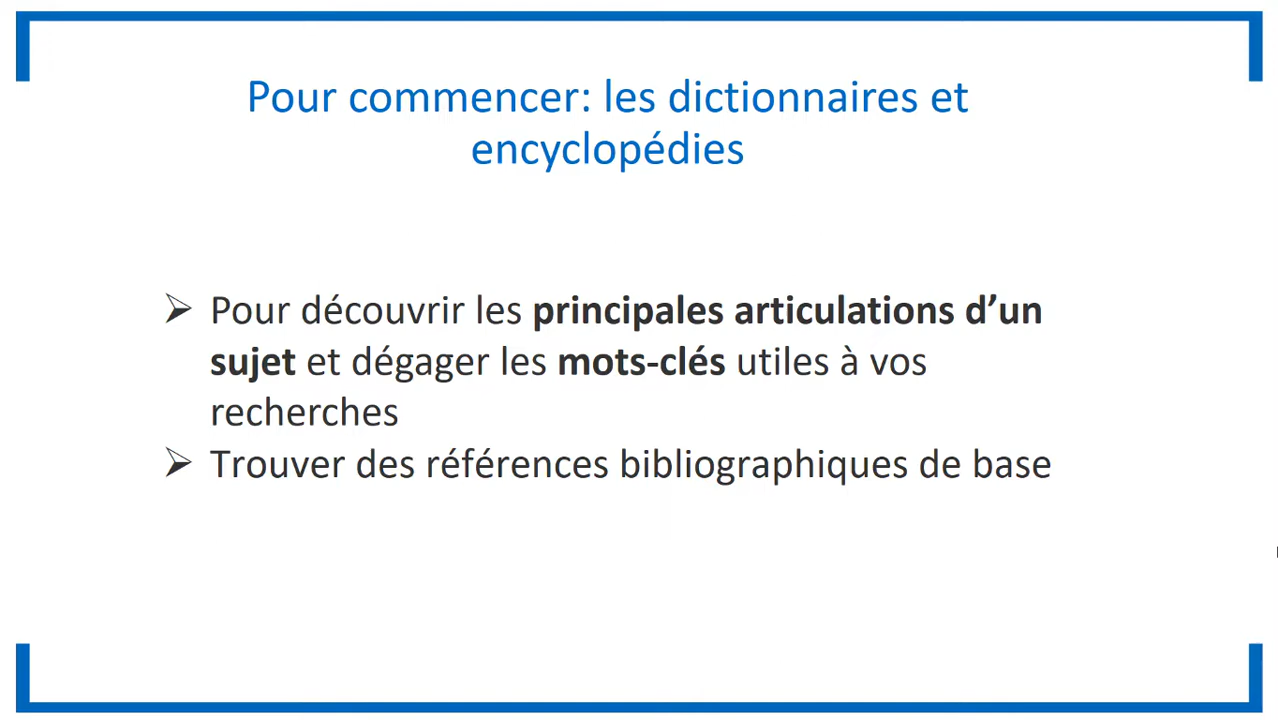 Pour commencer: les dictionnaires et
encyclopédies
➢ Pour découvrir les principales articulations d’un
sujet et dégager les mots-clés utiles à vos
recherches
➢ Trouver des références bibliographiques de base